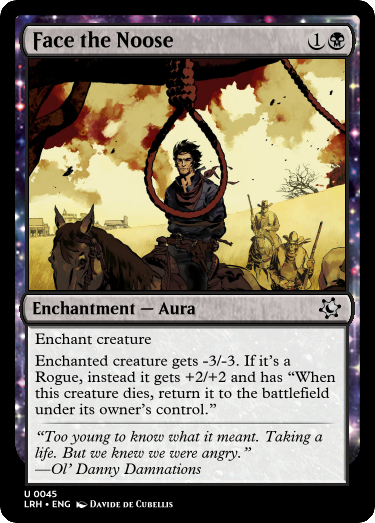 Face the Noose 1
Enchantment — Aura
Enchant creature
Enchanted creature gets -3/-3. If it's a
Rogue, instead it gets +2/+2 and has “When
this creature dies, return it to the battlefield
under its owner's control.”
“Too young to know what it meant. Taking a
life. But we knew we were angry.”
—Ol' Danny Damnations
U 0045
LRH • ENG Davide de Cubellis